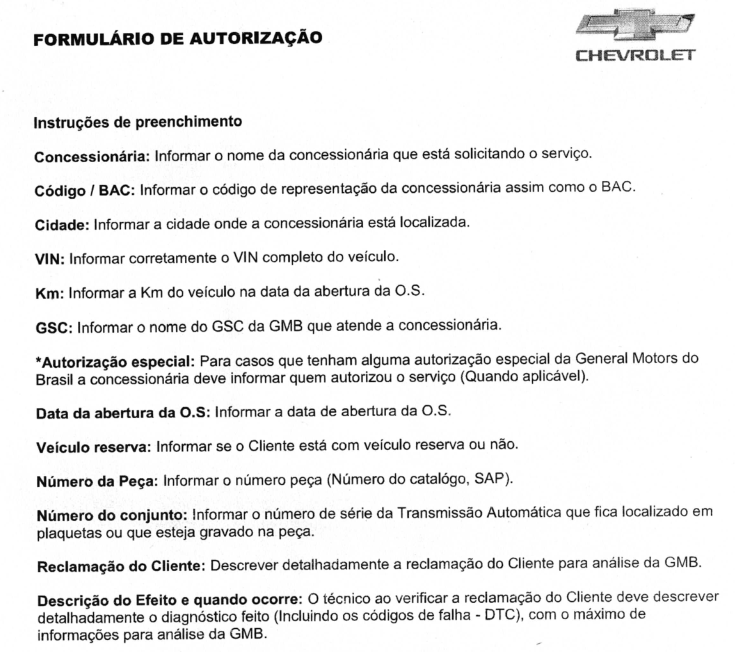 FORMULÁRIO DE AUTORIZAÇÃO
CHEVROLET
Instruções de preenchimento
Concessionária: Informar o nome da concessionária que está solicitando o serviço.
Código / BAC: Informar o código de representação da concessionária assim como o BAC.
Cidade: Informar a cidade onde a concessionária está localizada.
VIN: Informar corretamente o VIN completo do veículo.
Km: Informar a Km do veículo na data da abertura da O.S.
GSC: Informar o nome do GSC da GMB que atende a concessionária.
*Autorização especial: Para casos que tenham alguma autorização especial da General Motors do
Brasil a concessionária deve informar quem autorizou o serviço (Quando aplicável).
Data da abertura da O.S: Informar a data de abertura da O.S.
Veículo reserva: Informar se o Cliente está com veículo reserva ou não.
Número da Peça: Informar o número peça (Número do catalógo, SAP).
Número do conjunto: Informar o número de série da Transmissão Automática que fica localizado em
plaquetas ou que esteja gravado na peça.
Reclamação do Cliente: Descrever detalhadamente a reclamação do Cliente para análise da GMB.
Descrição do Efeito e quando ocorre: O técnico ao verificar a reclamação do Cliente deve descrever
detalhadamente o diagnóstico feito (Incluindo os códigos de falha - DTC), com o máximo de
informações para análise da GMB.